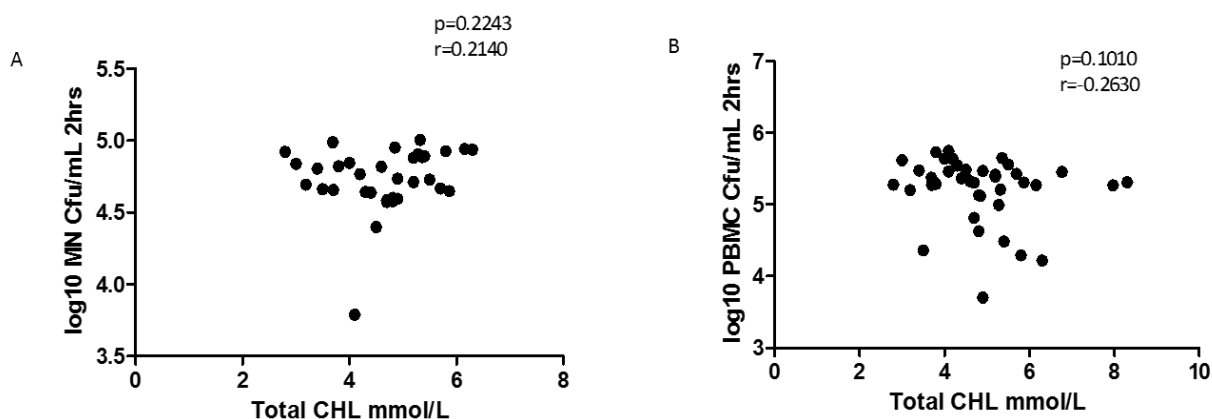 A
p=0.2243
r=0.2140
log10 MN Cfu/mL 2hrs
5.5
5.0
4.5
4.0
3.5
0 2 4 6 8
Total CHL mmol/L
B
p=0.1010
r=-0.2630
log10 PBMC Cfu/mL 2hrs
7
6
5
4
3
0 2 4 6 8 10
Total CHL mmol/L